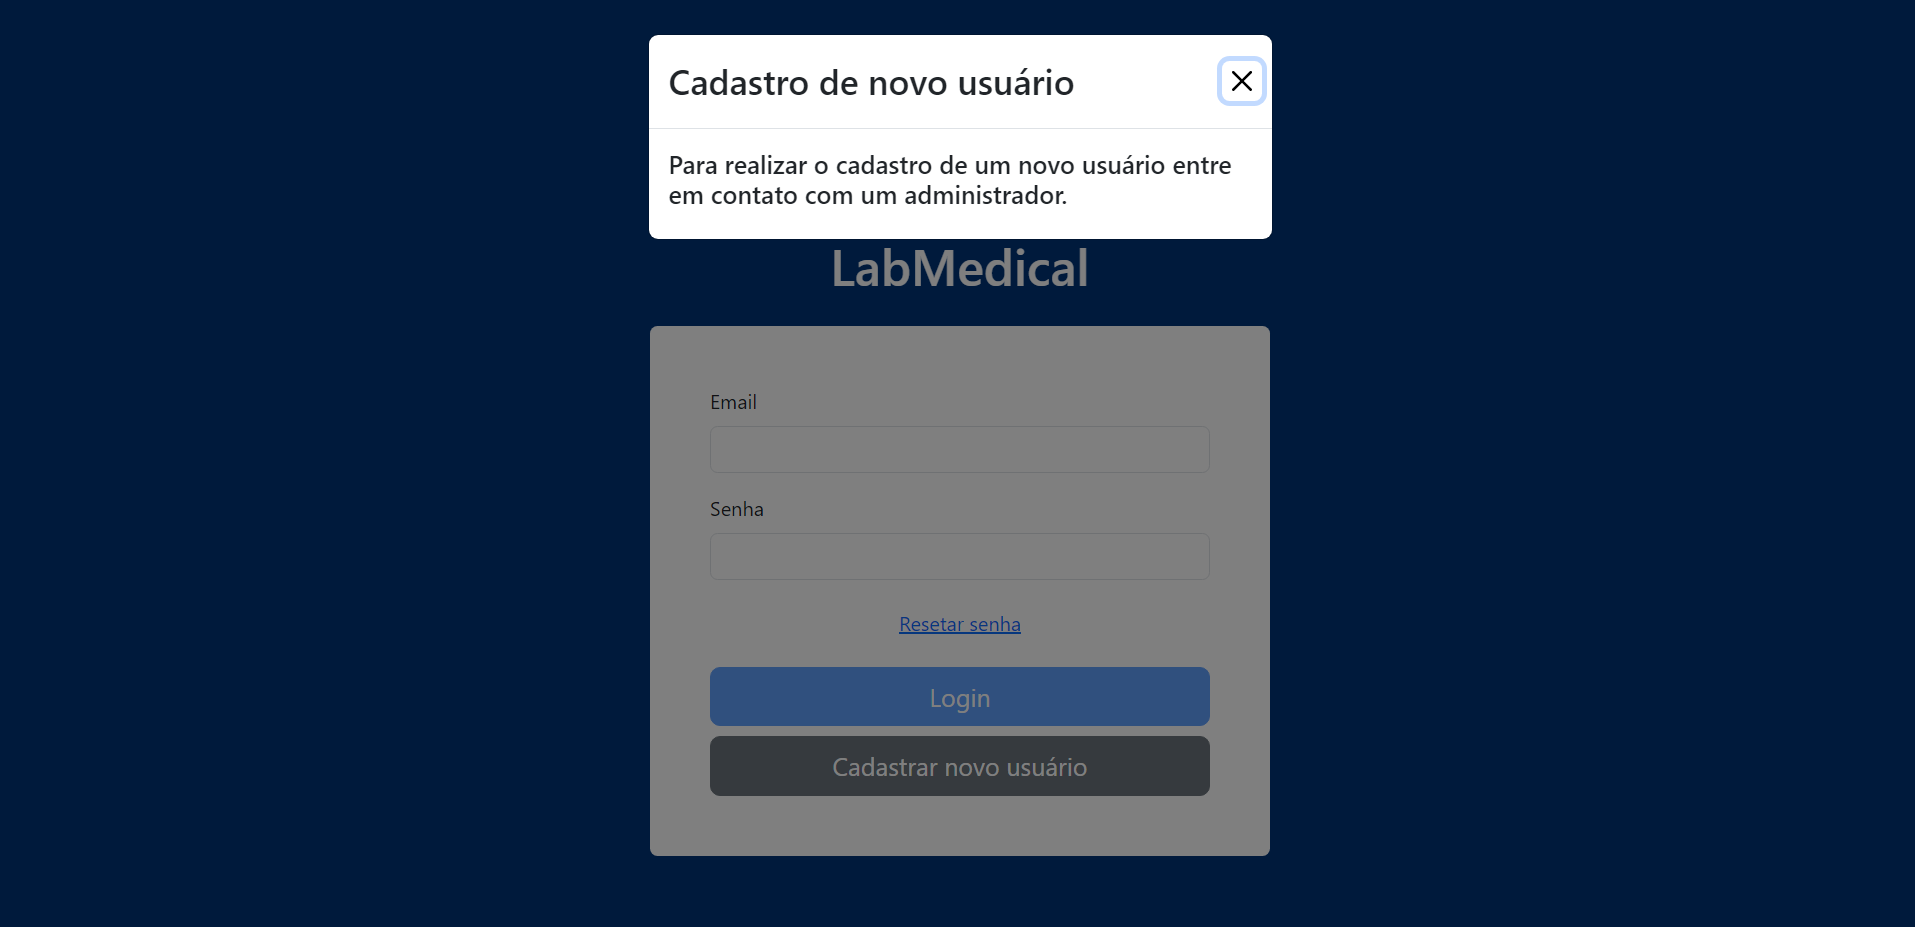 Cadastro de novo usuário
Para realizar o cadastro de um novo usuário entre
em contato com um administrador.
LabMedical
Email
Senha
Resetar senha
Login
Cadastrar novo usuário